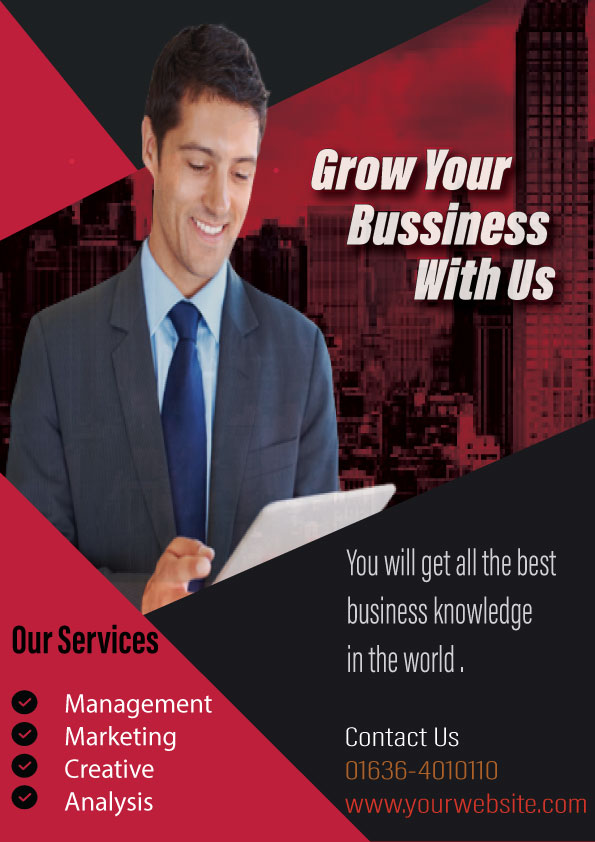 Grow Your
Bussiness
With Us
You will get all the best
business knowledge
in the world .
Our Services
Management
Marketing
Creative
Analysis
Contact Us
01636-4010110
www.yourwebsite.com